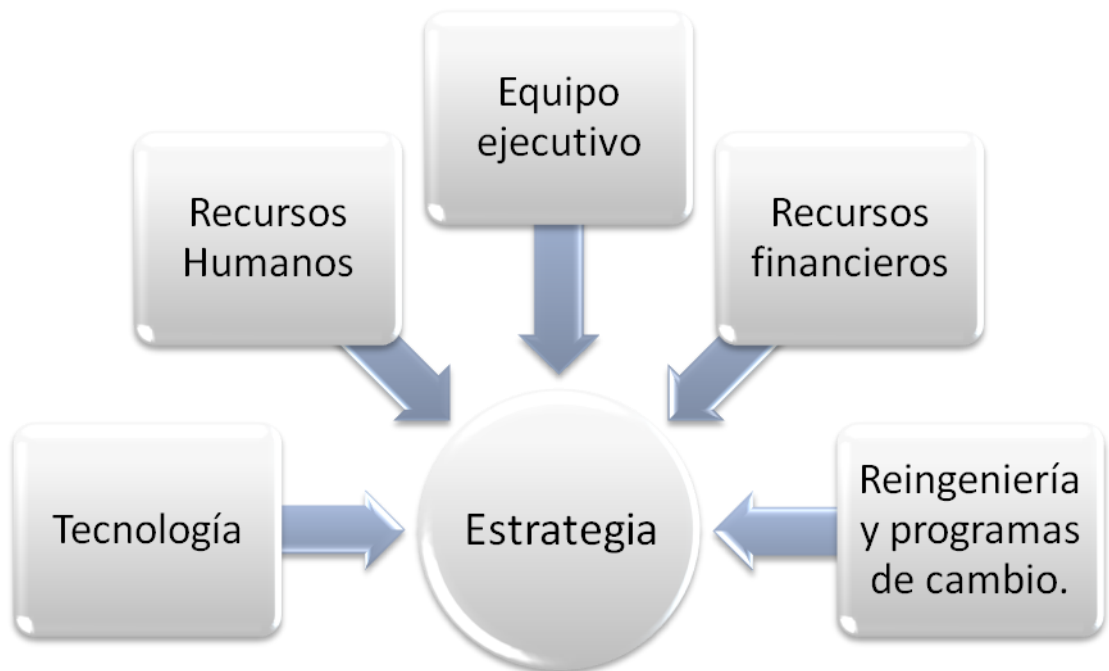 Equipo
ejecutivo
Recursos
Humanos
Recursos
financieros
Tecnología
Estrategia
Reingeniería
y programas
de cambio.